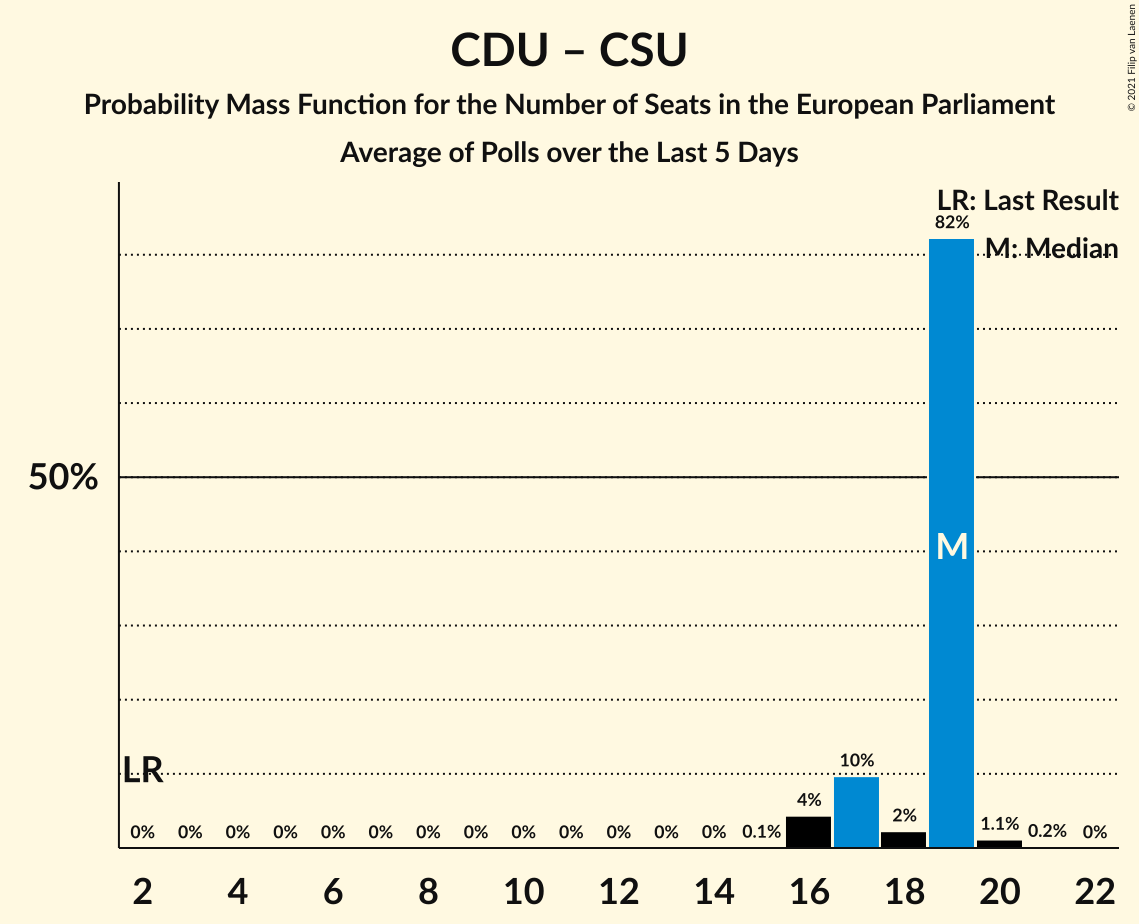 CDU – CSU
Probability Mass Function for the Number of Seats in the European Parliament
Average of Polls over the Last 5 Days
© 2021 Filip van Laenen
LR: Last Result
82%
M: Median
50%
M
LR
10%
4%
2%
0% 0% 0% 0% 0% 0% 0% 0% 0% 0% 0% 0% 0% 0.1% 1.1% 0.2% 0%
2 4 6 8 10 12 14 16 18 20 22